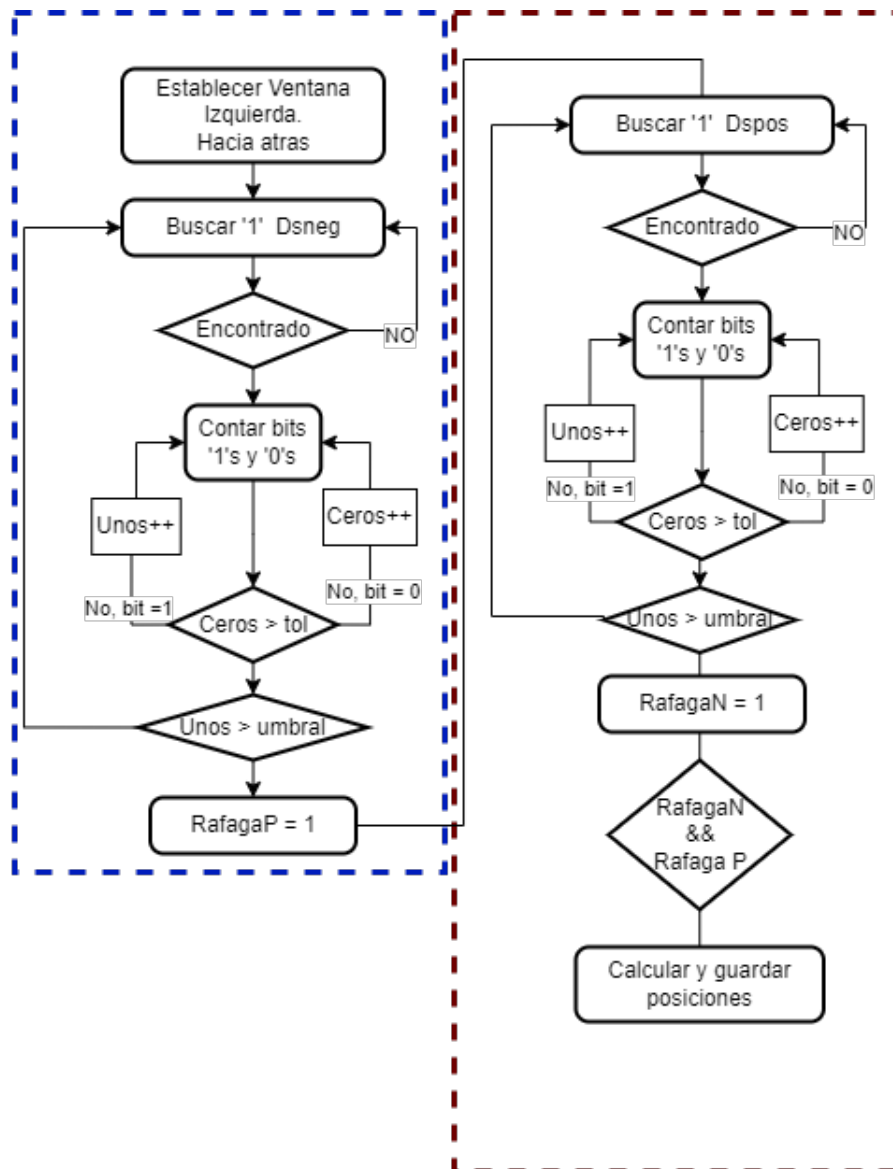 Establecer Ventana
Izquierda.
Hacia atras
Buscar '1' Dsneg
Encontrado
NO
Contar bits
'1's y '0's
Unos++
Ceros++
No, bit =1
No, bit = 0
Ceros > tol
Unos > umbral
RafagaP = 1
Buscar '1' Dspos
Encontrado
NO
Contar bits
'1's y '0's
Unos++
Ceros++
No, bit =1
No, bit = 0
Ceros > tol
Unos > umbral
RafagaN = 1
RafagaN
&&
Rafaga P
Calcular y guardar
posiciones